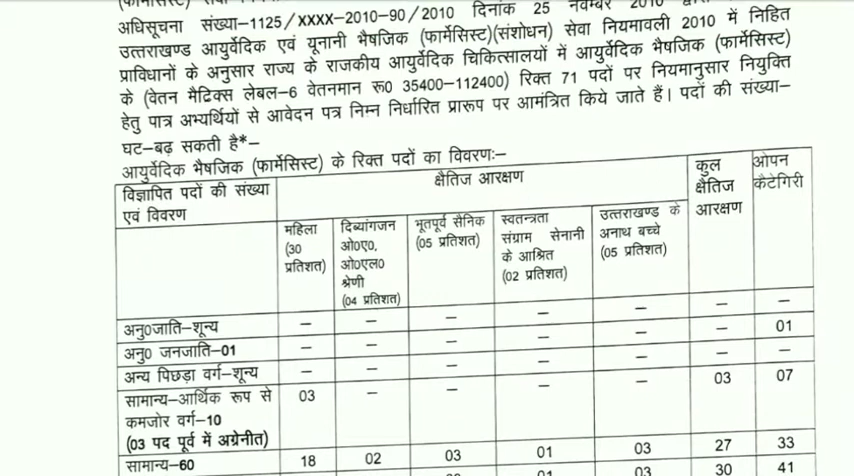 अधिसूचना संख्या-1125/XXXX-2010-90/2010 दिनांक 25 नवम्बर 2010
उत्तराखण्ड आयुर्वेदिक एवं यूनानी भैषजिक (फार्मेसिस्ट)(संशोधन) सेवा नियमावली 2010 में निहित
प्राविधानों के अनुसार राज्य के राजकीय आयुर्वेदिक चिकित्सालयों में आयुर्वेदिक भैषजिक (फार्मेसिस्ट)
के (वेतन मैट्रिक्स लेबल-6 वेतनमान रू0 35400-112400) रिक्त 71 पदों पर नियमानुसार नियुक्ति
हेतु पात्र अभ्यर्थियों से आवेदन पत्र निम्न निर्धारित प्रारूप पर आमंत्रित किये जाते हैं। पदों की संख्या-
घट-बढ़ सकती है*-
आयुर्वेदिक भैषजिक (फार्मेसिस्ट) के रिक्त पदों का विवरणः-
विज्ञापित पदों की संख्या एवं विवरण क्षैतिज आरक्षण कुल क्षैतिज आरक्षण ओपन कैटेगिरी
महिला (30 प्रतिशत) दिब्यांगजन ओ0ए0, ओ0एल0 श्रेणी (04 प्रतिशत) भूतपूर्व सैनिक (05 प्रतिशत) स्वतन्त्रता संग्राम सेनानी के आश्रित (02 प्रतिशत) उत्तराखण्ड के अनाथ बच्चे (05 प्रतिशत)
अनु0जाति-शून्य – – – – – – –
अनु0 जनजाति-01 – – – – – – 01
अन्य पिछड़ा वर्ग-शून्य – – – – – – –
सामान्य-आर्थिक रूप से 03 – – – – 03 07
कमजोर वर्ग-10
(03 पद पूर्व में अग्रेनीत)
सामान्य-60 18 02 03 01 03 27 33
01 03 30 41